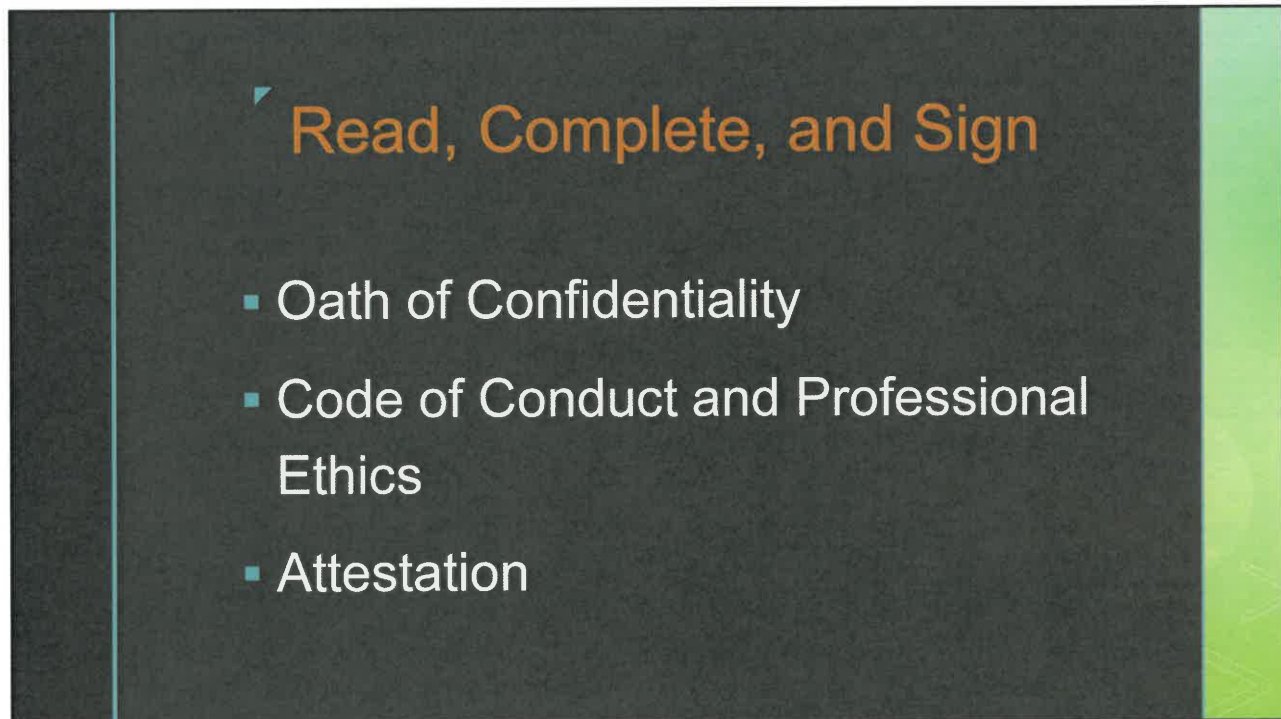 Read, Complete, and Sign
Oath of Confidentiality
Code of Conduct and Professional
Ethics
Attestation